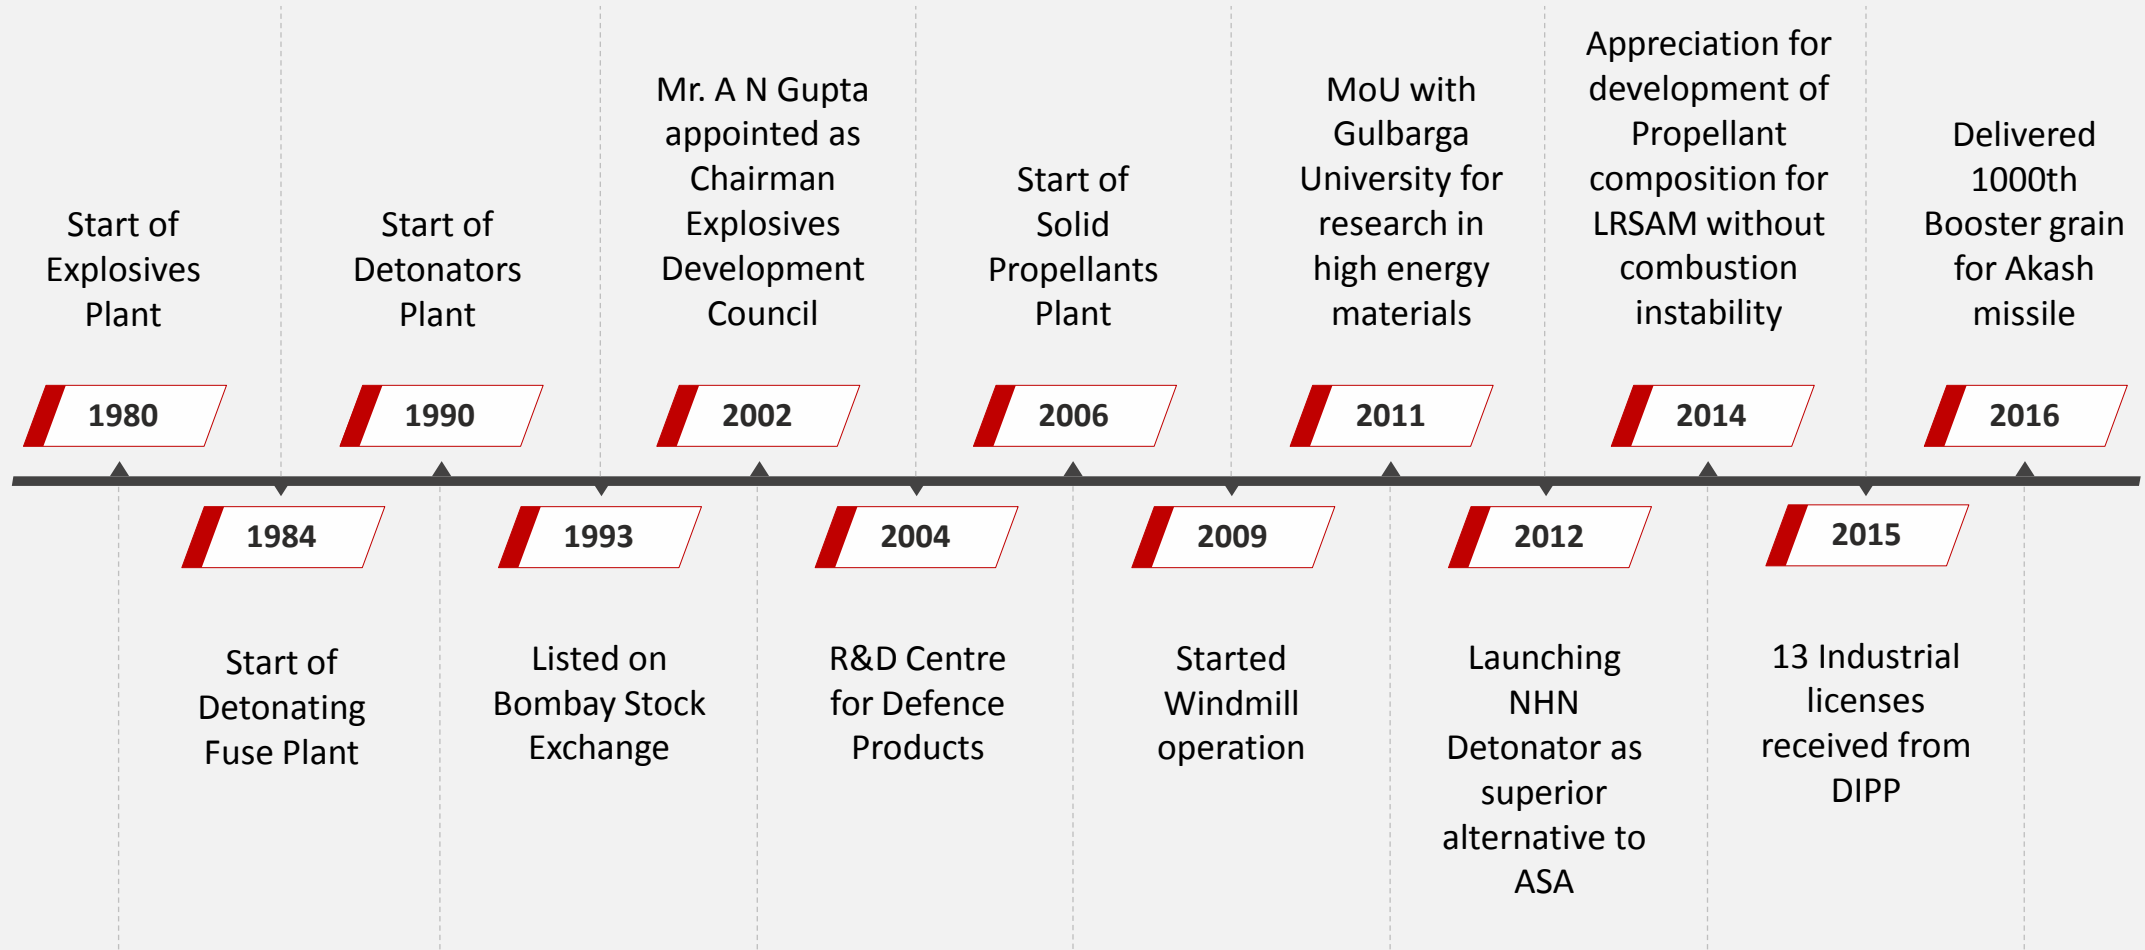 Start of
Explosives
Plant
1980
1984
Start of
Detonating
Fuse Plant
Start of
Detonators
Plant
1990
1993
Listed on
Bombay Stock
Exchange
Mr. A N Gupta
appointed as
Chairman
Explosives
Development
Council
2002
2004
R&D Centre
for Defence
Products
Start of
Solid
Propellants
Plant
2006
2009
Started
Windmill
operation
MoU with
Gulbarga
University for
research in
high energy
materials
2011
2012
Launching
NHN
Detonator as
superior
alternative to
ASA
Appreciation for
development of
Propellant
composition for
LRSAM without
combustion
instability
2014
2015
13 Industrial
licenses
received from
DIPP
Delivered
1000th
Booster grain
for Akash
missile
2016